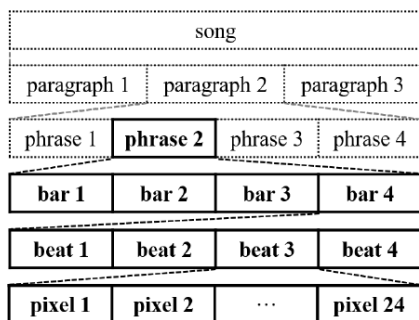 song
paragraph 1 paragraph 2 paragraph 3
phrase 1 phrase 2 phrase 3 phrase 4
bar 1 bar 2 bar 3 bar 4
beat 1 beat 2 beat 3 beat 4
pixel 1 pixel 2 ··· pixel 24